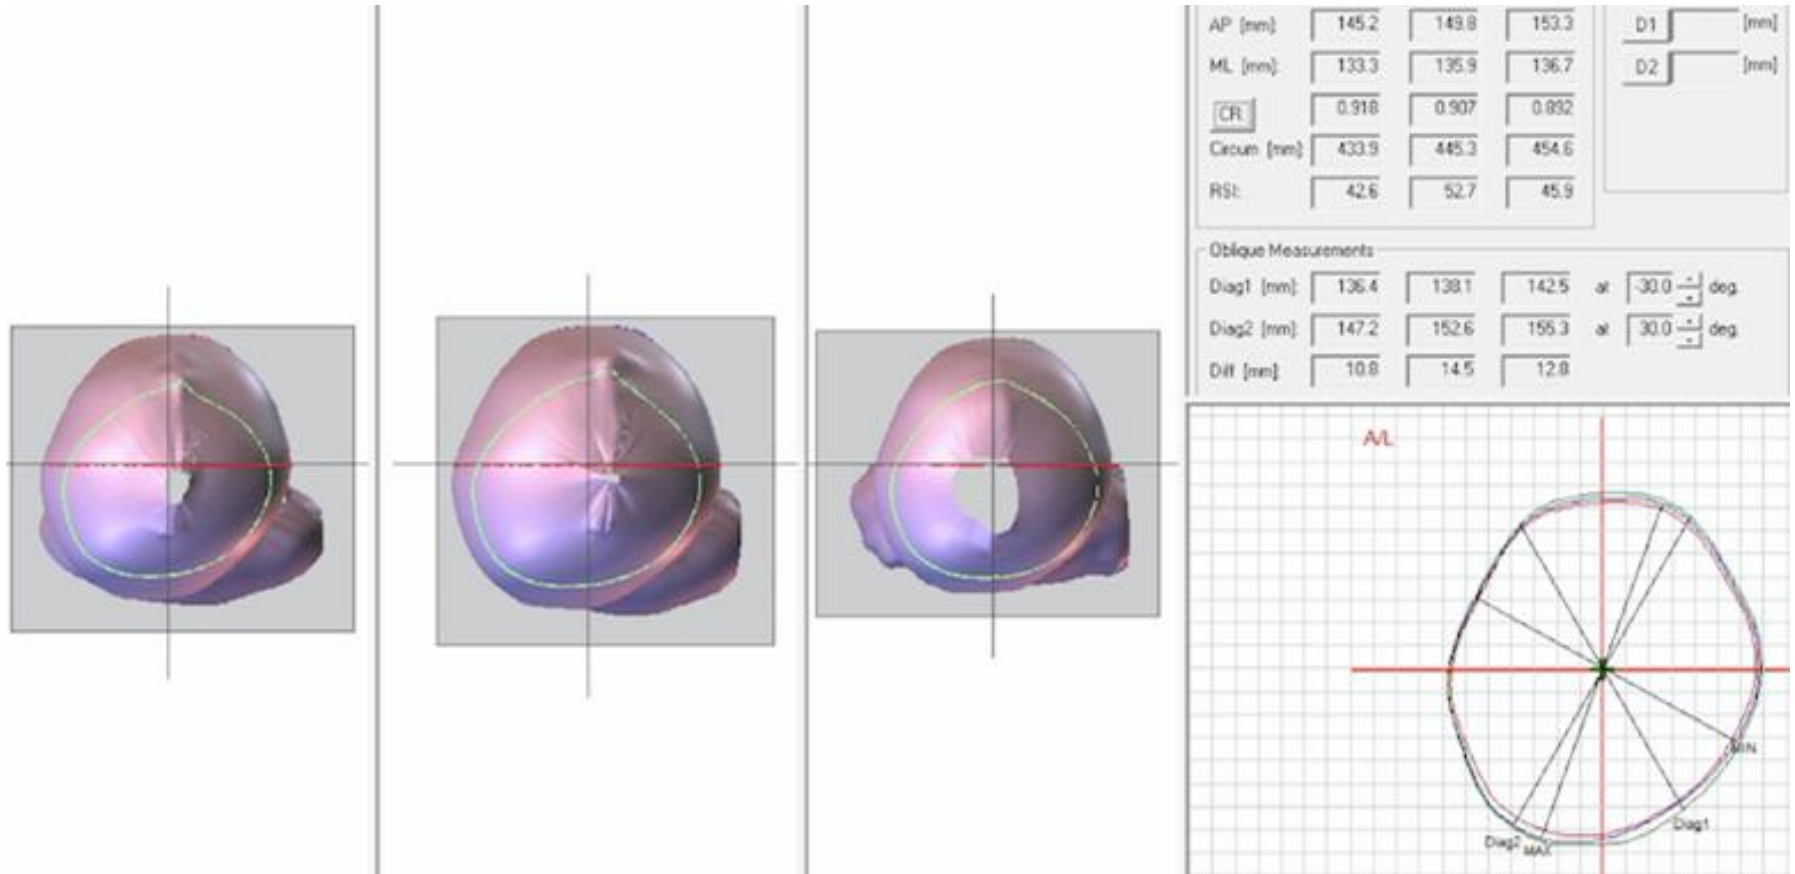 AP [mm]: 145.2 149.8 153.3 D1 [mm]
ML [mm]: 133.3 135.9 136.7 D2 [mm]
CR: 0.918 0.907 0.892
Circum [mm]: 433.9 445.3 454.6
RSI: 42.6 52.7 45.9
Oblique Measurements
Diag1 [mm]: 136.4 138.1 142.5 at -30.0 deg.
Diag2 [mm]: 147.2 152.6 155.3 at 30.0 deg.
Diff [mm]: 10.8 14.5 12.8
A/L
MIN
Diag1
Diag2 MAX